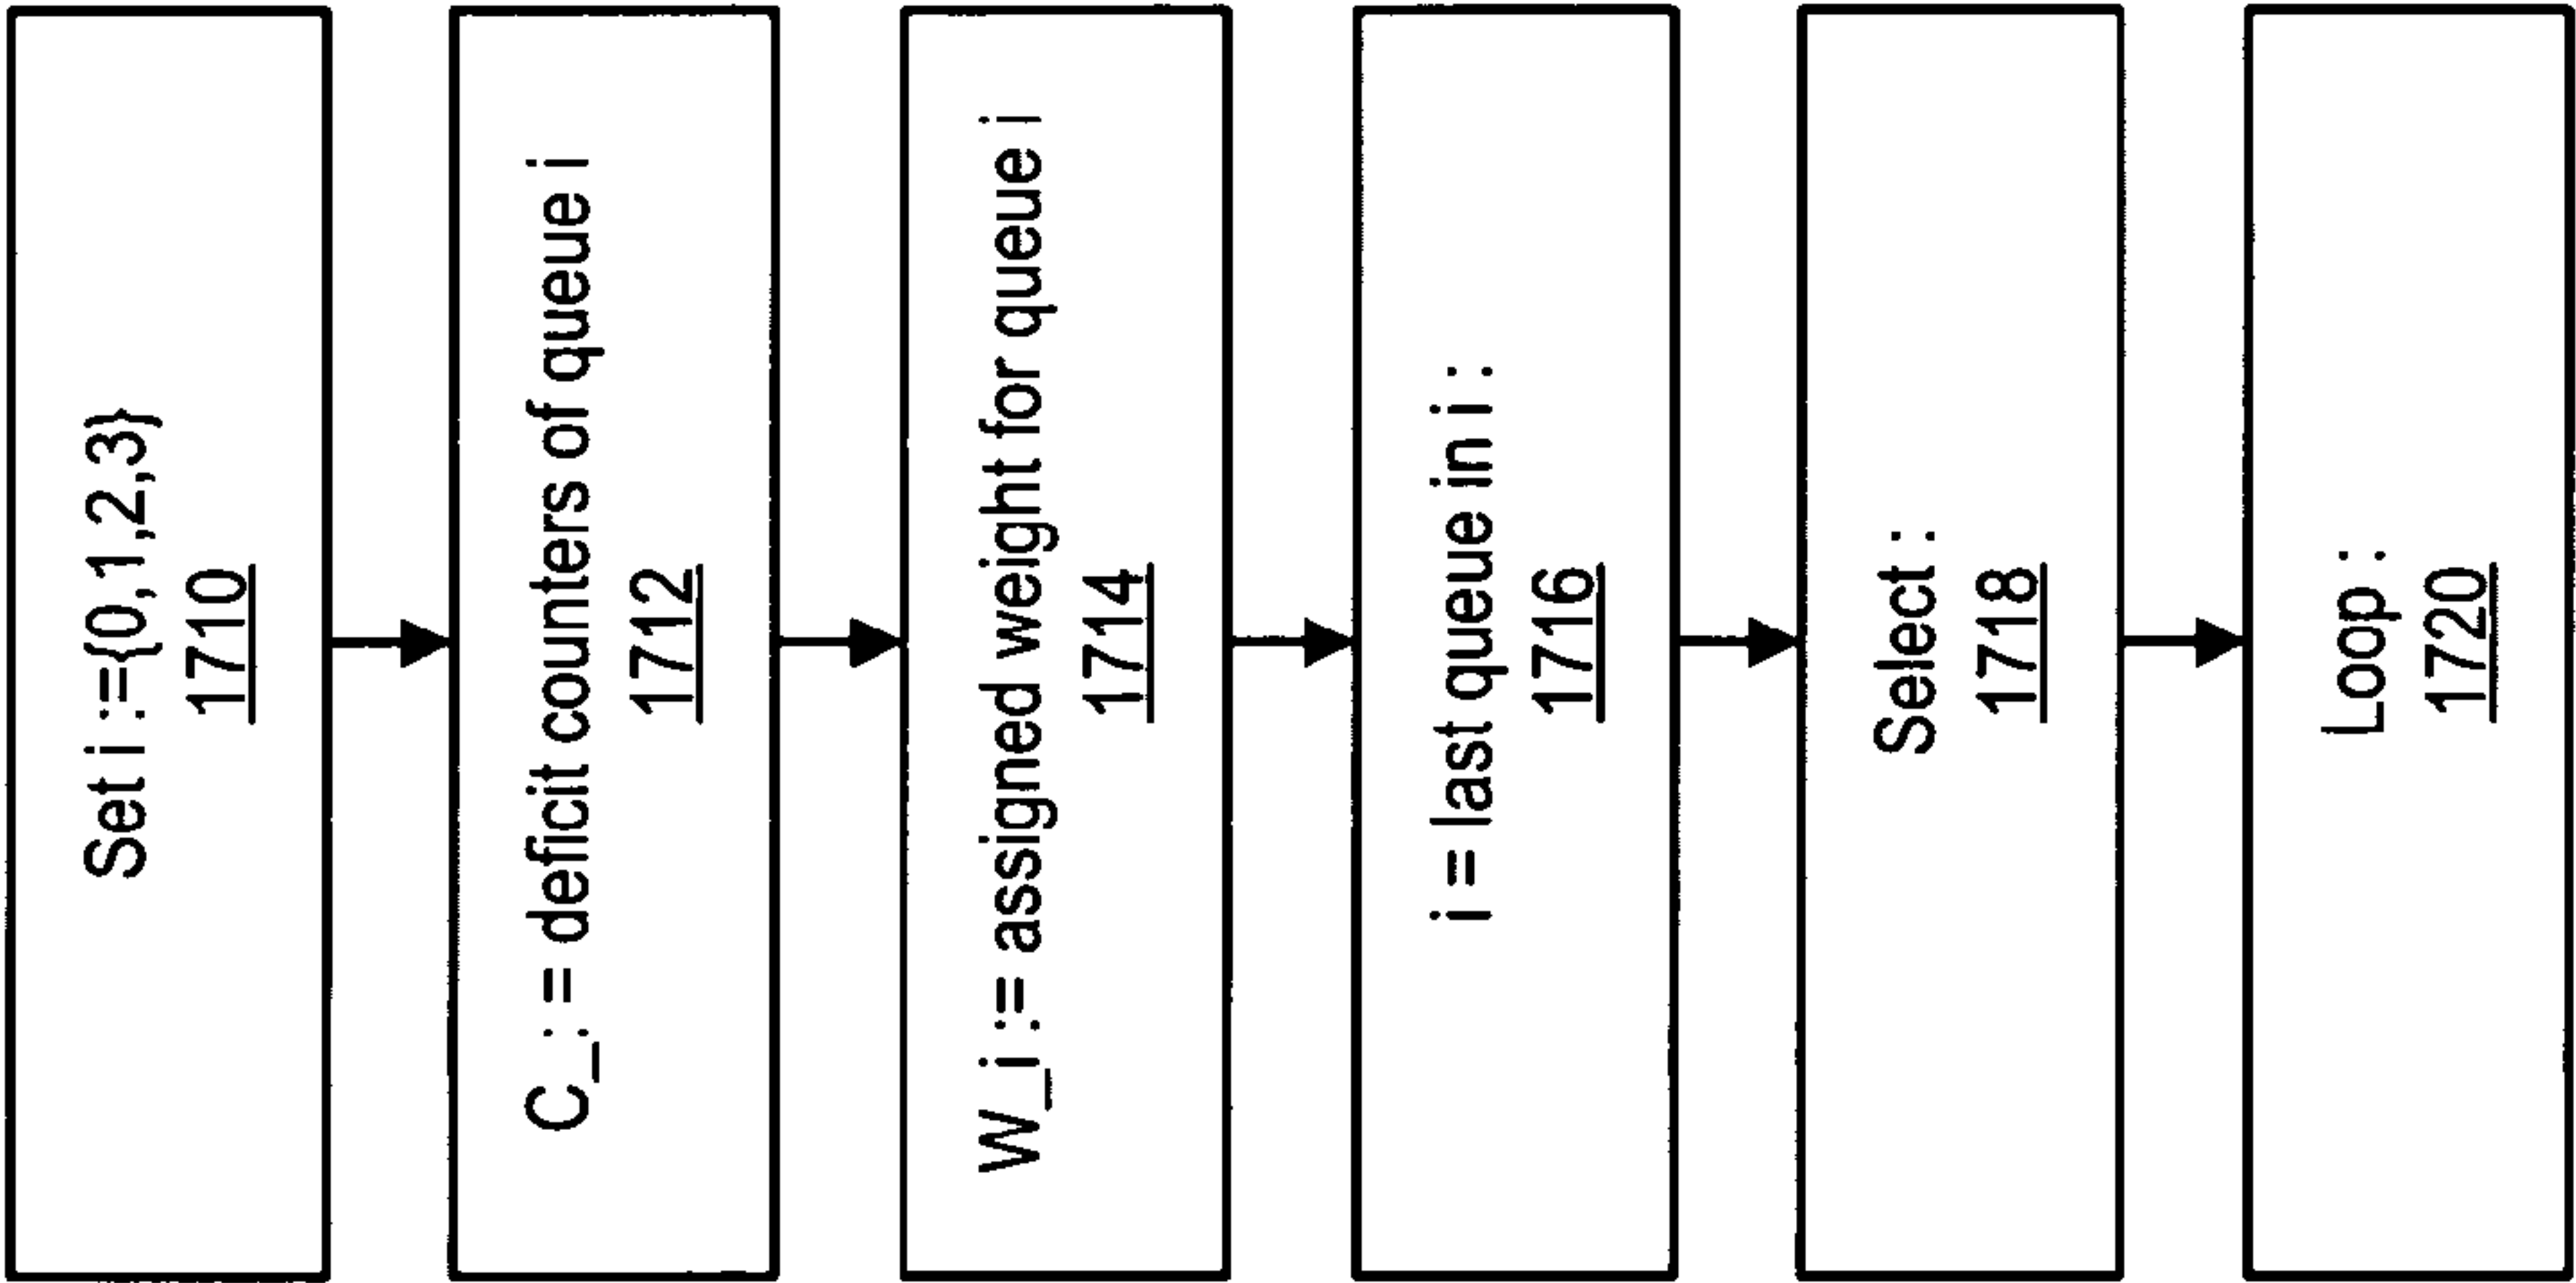 Set i :={0,1,2,3}
1710
C_: = deficit counters of queue i
1712
W_i := assigned weight for queue i
1714
i = last queue in i :
1716
Select :
1718
Loop :
1720